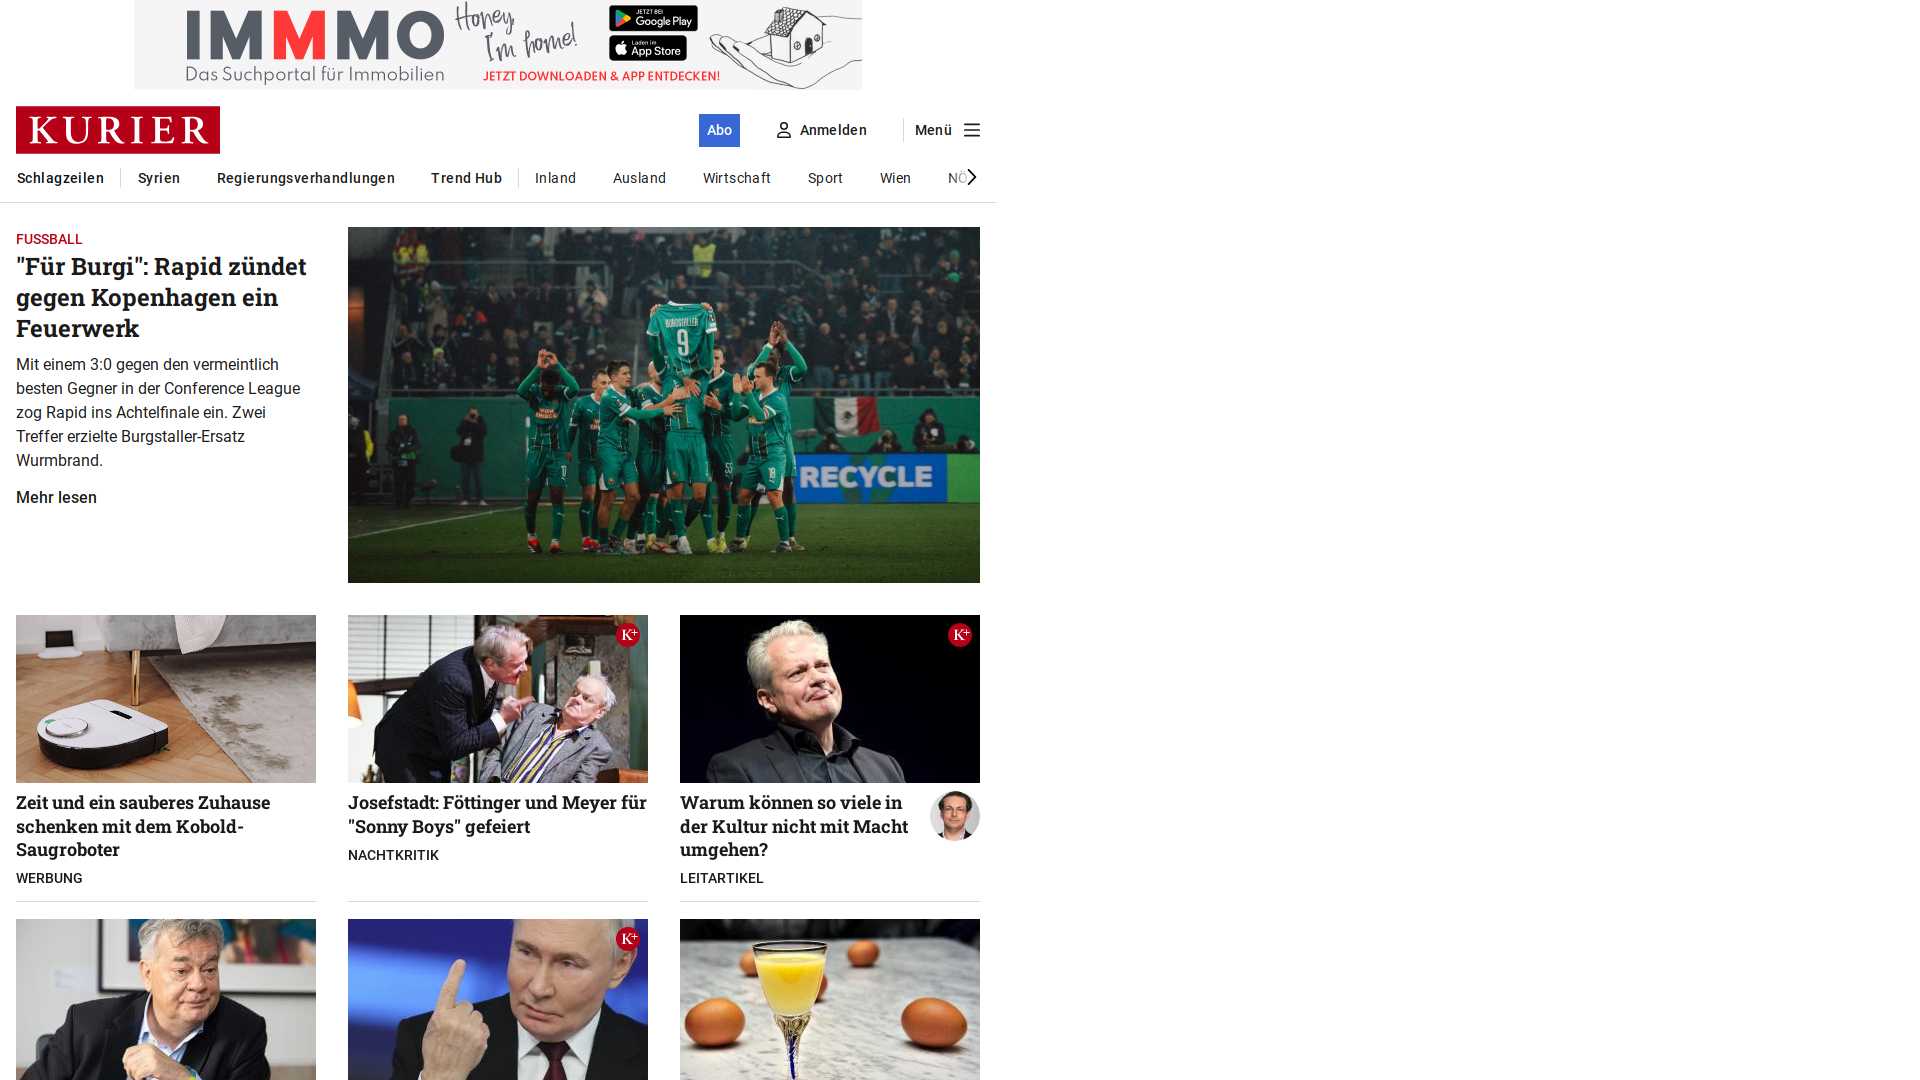 IMMMO
Das Suchportal für Immobilien
Honey,
I'm home!
JETZT BEI
Google Play
Laden im
App Store
JETZT DOWNLOADEN & APP ENTDECKEN!
KURIER
Abo
Anmelden
Menü
Schlagzeilen
Syrien
Regierungsverhandlungen
Trend Hub
Inland
Ausland
Wirtschaft
Sport
Wien
NÖ
FUSSBALL
"Für Burgi": Rapid zündet
gegen Kopenhagen ein
Feuerwerk
Mit einem 3:0 gegen den vermeintlich
besten Gegner in der Conference League
zog Rapid ins Achtelfinale ein. Zwei
Treffer erzielte Burgstaller-Ersatz
Wurmbrand.
Mehr lesen
BURGSTALLER
9
RECYCLE
K+
K+
Zeit und ein sauberes Zuhause
schenken mit dem Kobold-
Saugroboter
WERBUNG
Josefstadt: Föttinger und Meyer für
"Sonny Boys" gefeiert
NACHTKRITIK
Warum können so viele in
der Kultur nicht mit Macht
umgehen?
LEITARTIKEL
K+